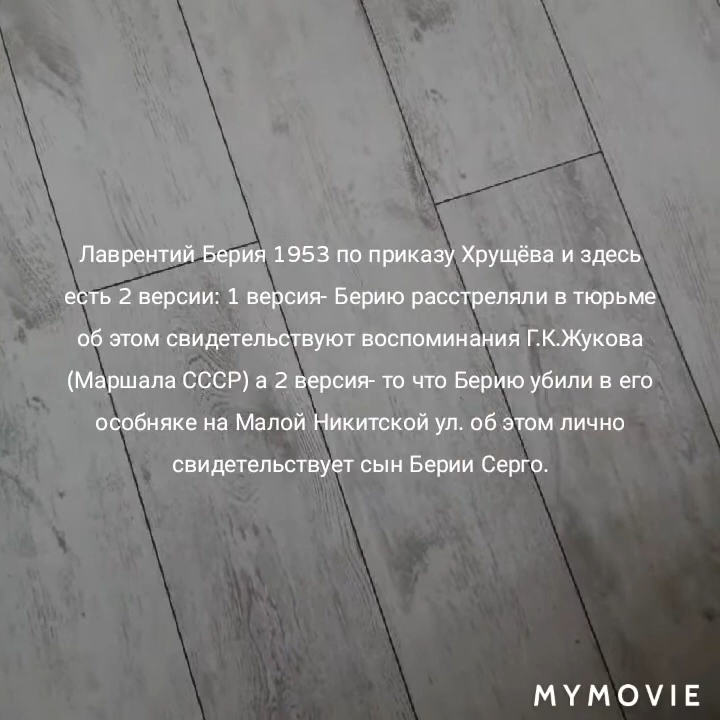 Лаврентий Берия 1953 по приказу Хрущёва и здесь
есть 2 версии: 1 версия- Берию расстреляли в тюрьме
об этом свидетельствуют воспоминания Г.К.Жукова
(Маршала СССР) а 2 версия- то что Берию убили в его
особняке на Малой Никитской ул. об этом лично
свидетельствует сын Берии Серго.
MYMOVIE